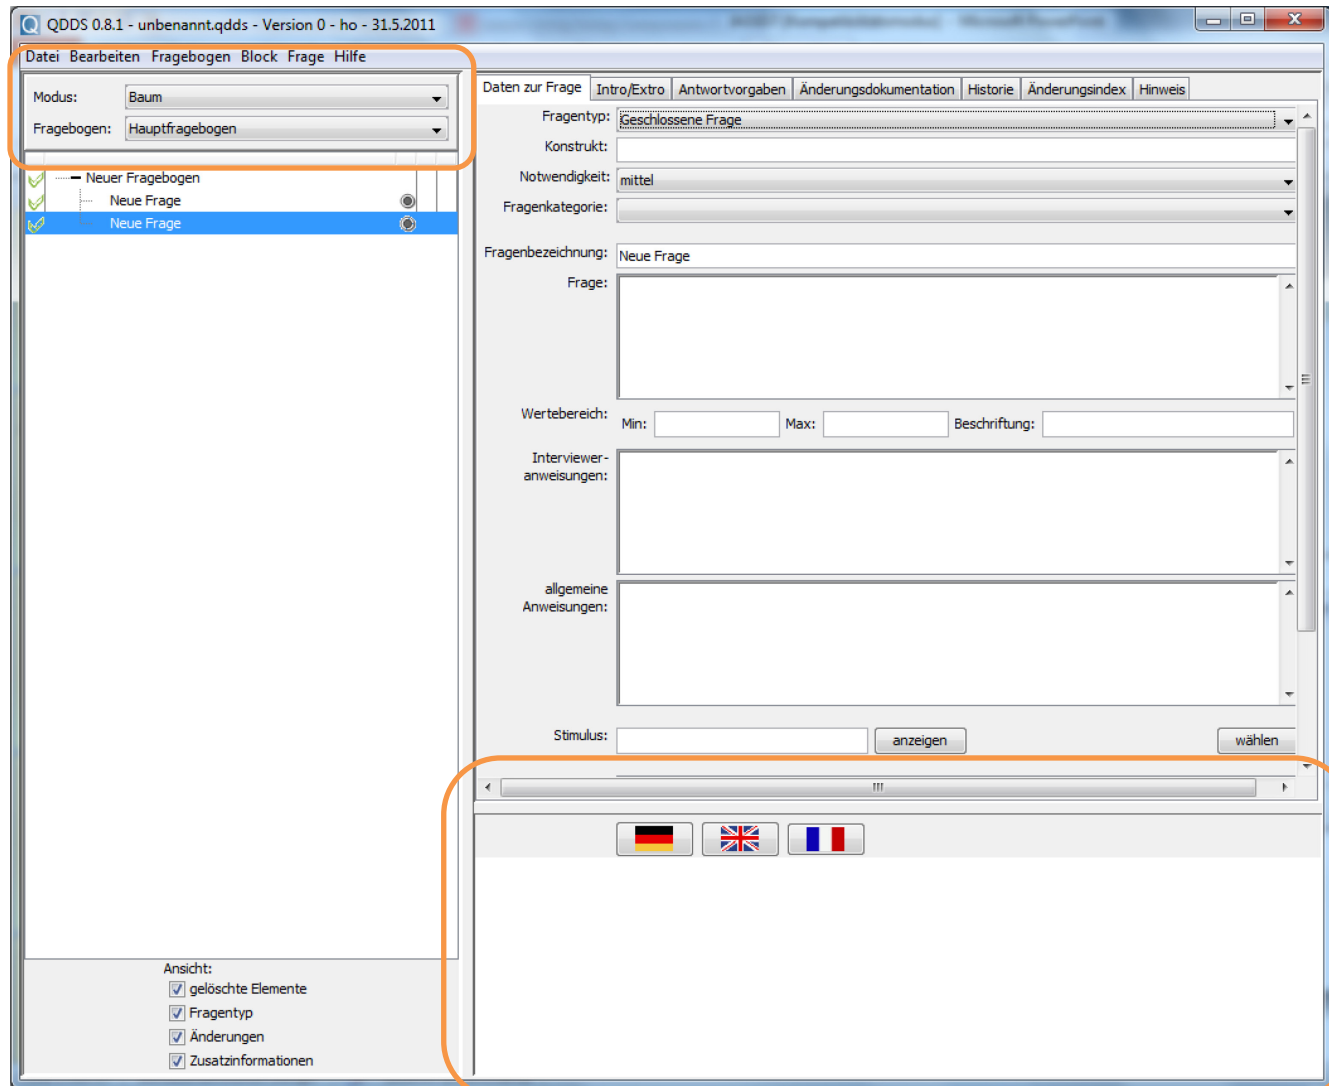 QDDS 0.8.1 - unbenannt.qdds - Version 0 - ho - 31.5.2011
Datei Bearbeiten Fragebogen Block Frage Hilfe
Modus: Baum
Fragebogen: Hauptfragebogen
Neuer Fragebogen
Neue Frage
Neue Frage
Ansicht:
gelöschte Elemente
Fragentyp
Änderungen
Zusatzinformationen
Daten zur Frage Intro/Extro Antwortvorgaben Änderungsdokumentation Historie Änderungsindex Hinweis
Fragentyp: Geschlossene Frage
Konstrukt:
Notwendigkeit: mittel
Fragenkategorie:
Fragenbezeichnung: Neue Frage
Frage:
Wertebereich: Min: Max: Beschriftung:
Interviewer-
anweisungen:
allgemeine
Anweisungen:
Stimulus: anzeigen wählen